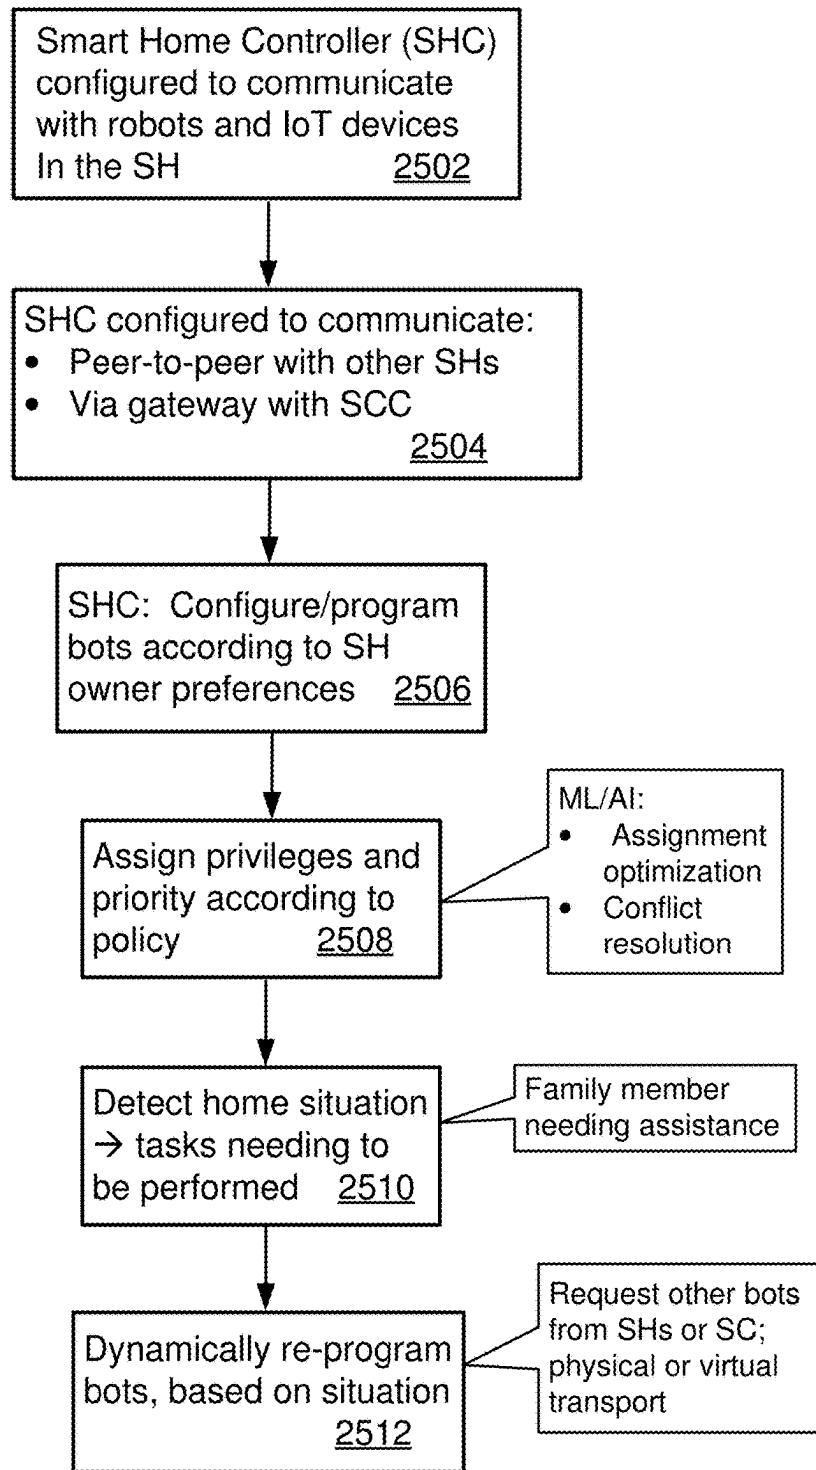 Smart Home Controller (SHC)
configured to communicate
with robots and IoT devices
In the SH 2502
SHC configured to communicate:
• Peer-to-peer with other SHs
• Via gateway with SCC
2504
SHC: Configure/program
bots according to SH
owner preferences 2506
Assign privileges and
priority according to
policy 2508
ML/AI:
• Assignment
optimization
• Conflict
resolution
Detect home situation
→ tasks needing to
be performed 2510
Family member
needing assistance
Dynamically re-program
bots, based on situation
2512
Request other bots
from SHs or SC;
physical or virtual
transport